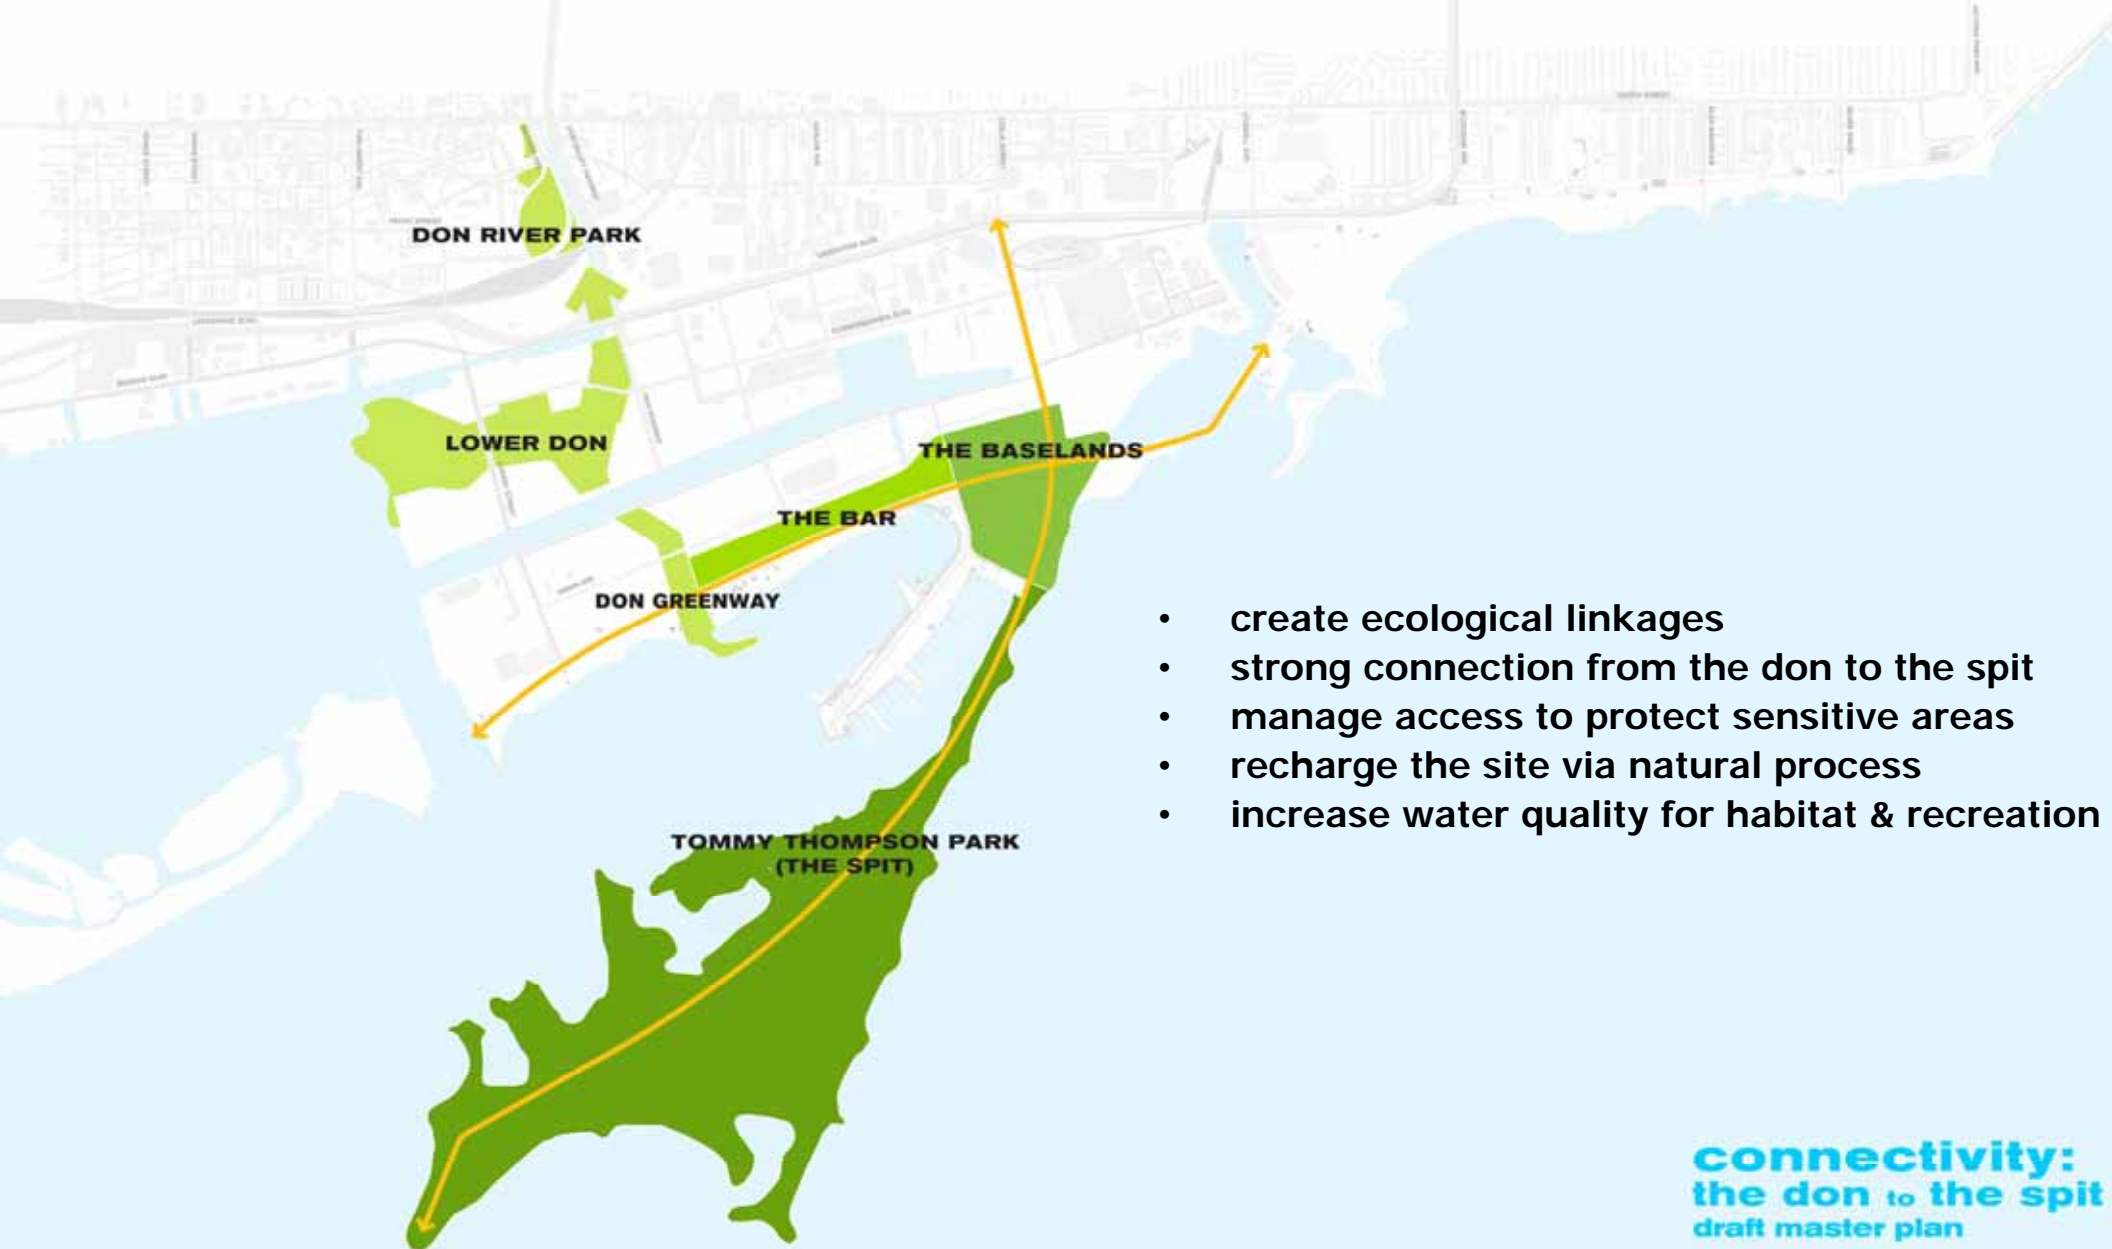 DON RIVER PARK
LOWER DON
THE BASELANDS
THE BAR
DON GREENWAY
• create ecological linkages
• strong connection from the don to the spit
• manage access to protect sensitive areas
• recharge the site via natural process
• increase water quality for habitat & recreation
TOMMY THOMPSON PARK
(THE SPIT)
connectivity:
the don to the spit
draft master plan